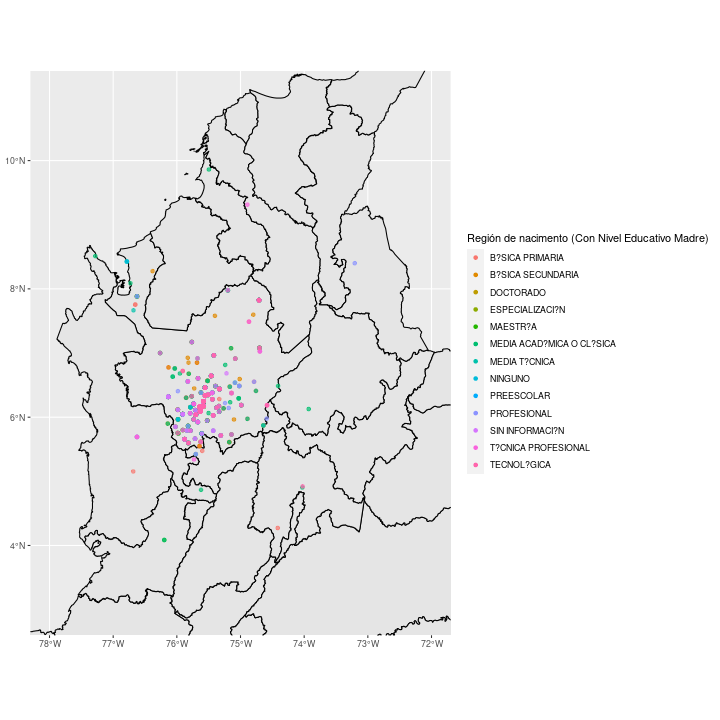 10°N
8°N
6°N
4°N
78°W 77°W 76°W 75°W 74°W 73°W 72°W
Región de nacimento (Con Nivel Educativo Madre)
B?SICA PRIMARIA
B?SICA SECUNDARIA
DOCTORADO
ESPECIALIZACI?N
MAESTR?A
MEDIA ACAD?MICA O CL?SICA
MEDIA T?CNICA
NINGUNO
PREESCOLAR
PROFESIONAL
SIN INFORMACI?N
T?CNICA PROFESIONAL
TECNOL?GICA